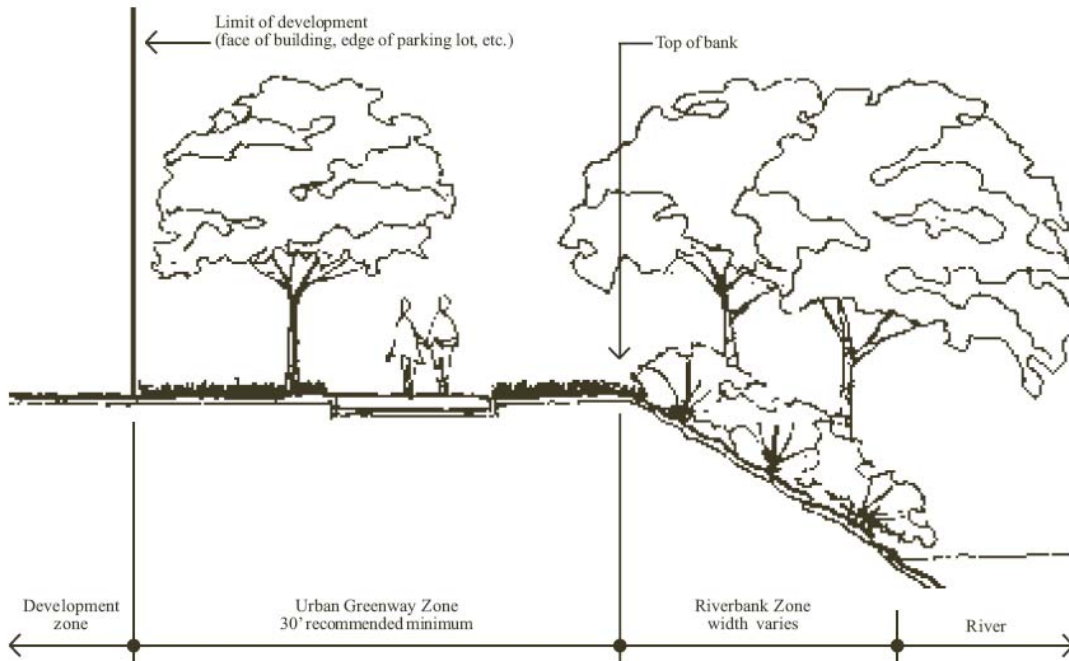 Limit of development
(face of building, edge of parking lot, etc.)
Top of bank
Development
zone
Urban Greenway Zone
30' recommended minimum
Riverbank Zone
width varies
River